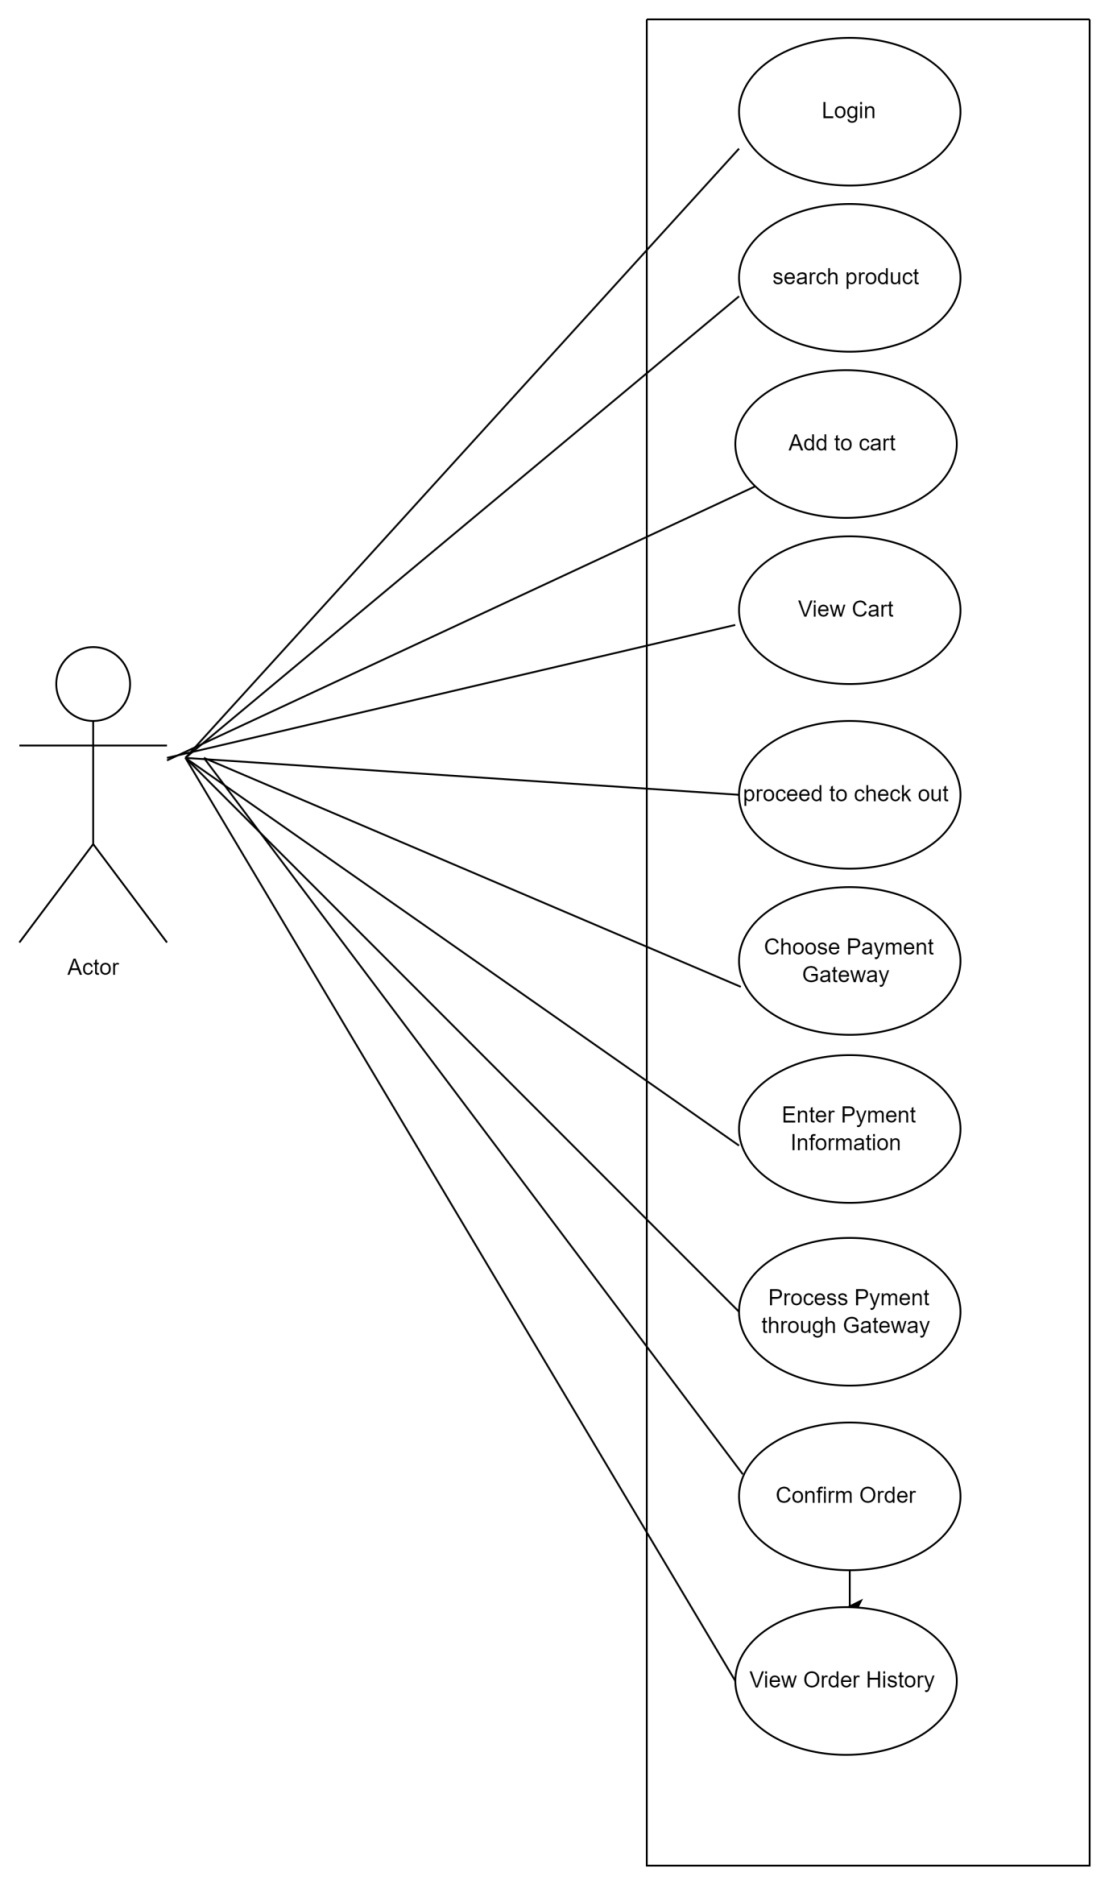 Login
search product
Add to cart
View Cart
proceed to check out
Actor
Choose Payment
Gateway
Enter Pyment
Information
Process Pyment
through Gateway
Confirm Order
View Order History